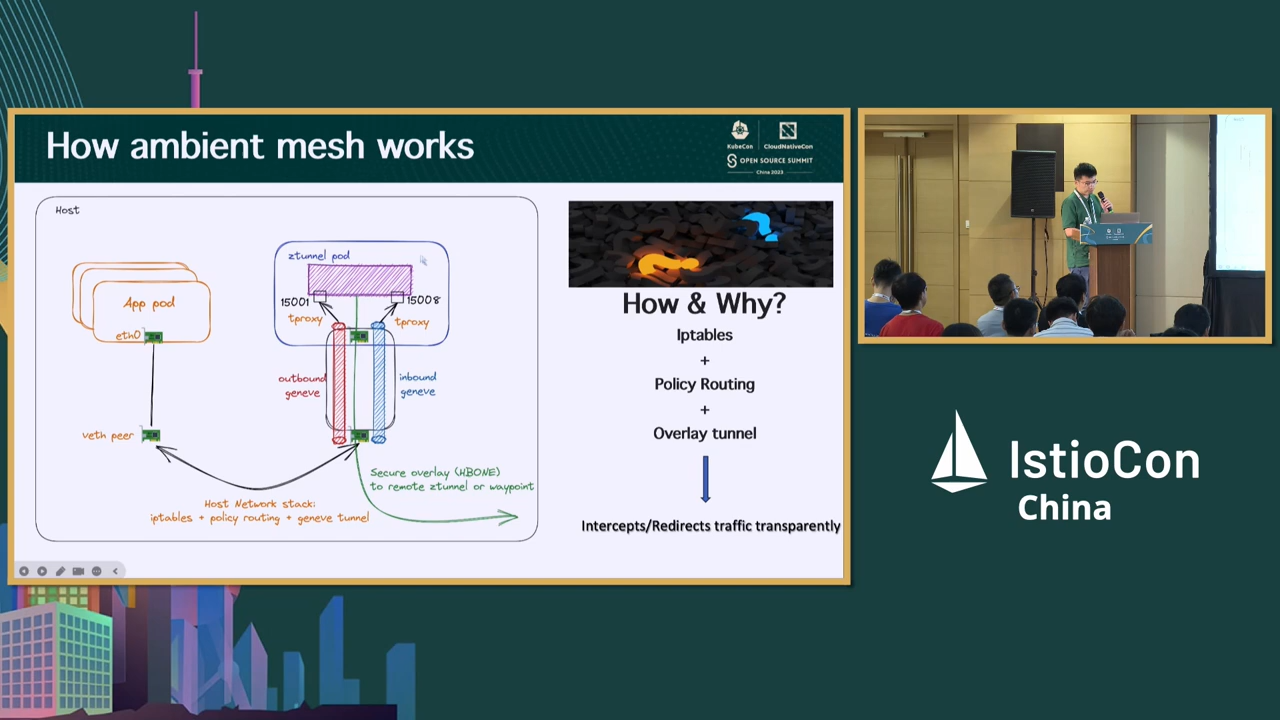 How ambient mesh works
KubeCon
CloudNativeCon
OPEN SOURCE SUMMIT
China 2023
Host
App pod
eth0
veth peer
ztunnel pod
15001
15008
tproxy
tproxy
outbound
geneve
inbound
geneve
Secure overlay (HBONE)
to remote ztunnel or waypoint
Host Network stack:
iptables + policy routing + geneve tunnel
How & Why?
Iptables
+
Policy Routing
+
Overlay tunnel
Intercepts/Redirects traffic transparently
IstioCon
China